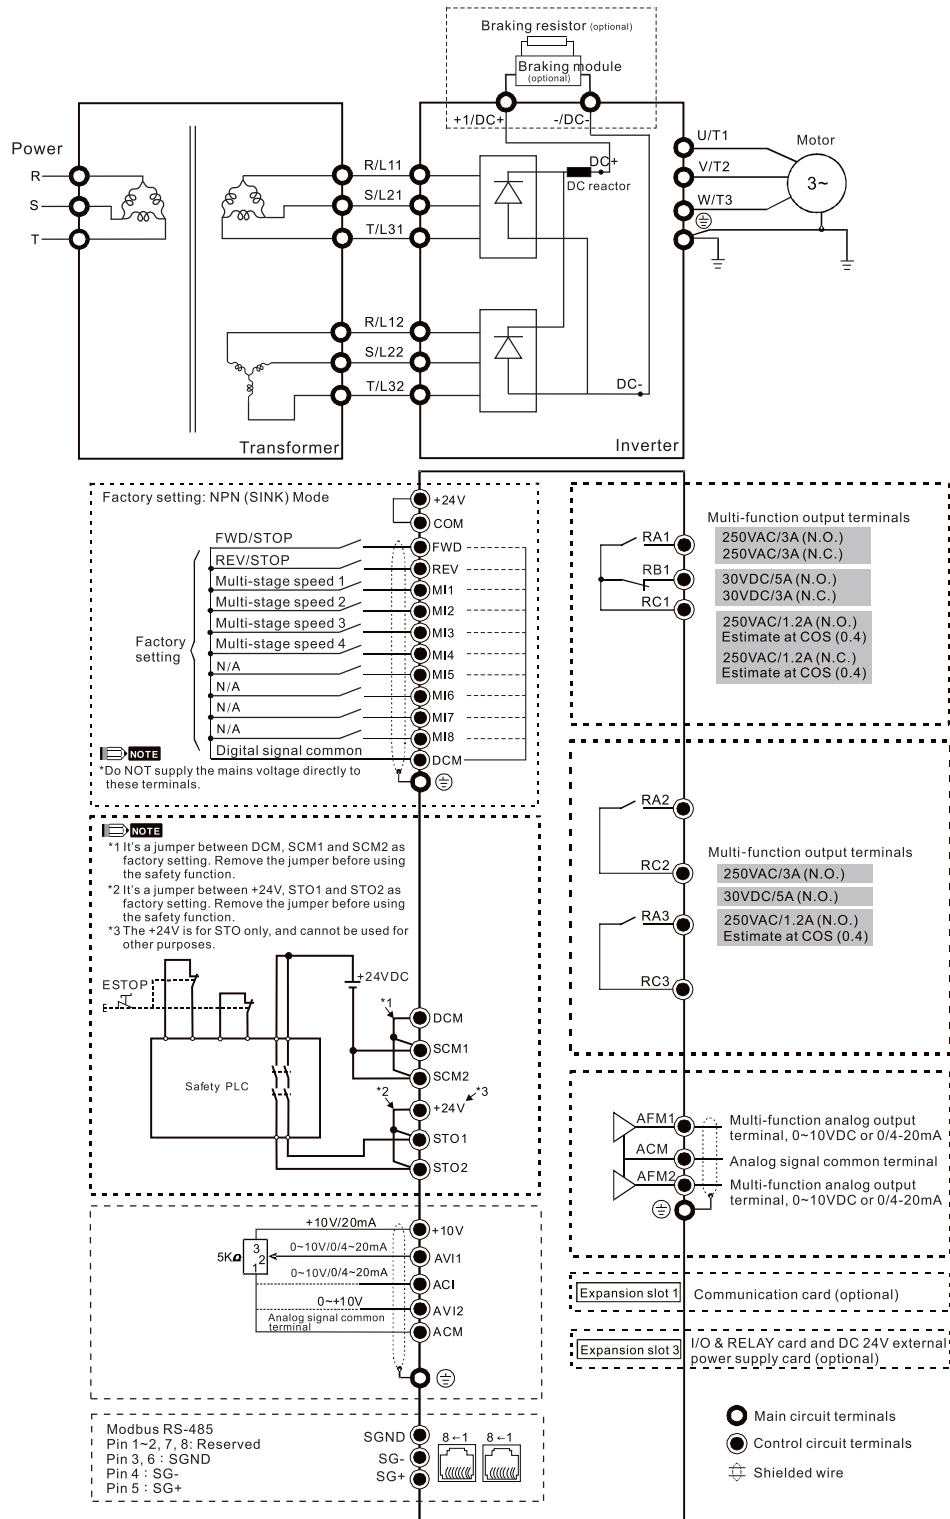 Braking resistor (optional)
Braking module
(optional)
+1/DC+
-/DC-
Power
R
S
T
R/L11
S/L21
T/L31
R/L12
S/L22
T/L32
DC+
DC reactor
DC-
U/T1
V/T2
W/T3
Motor
3~
Transformer
Inverter
Factory setting: NPN (SINK) Mode
+24V
COM
FWD/STOP
FWD
REV/STOP
REV
Multi-stage speed 1
MI1
Multi-stage speed 2
MI2
Multi-stage speed 3
MI3
Multi-stage speed 4
MI4
Factory
setting
N/A
MI5
N/A
MI6
N/A
MI7
N/A
MI8
Digital signal common
DCM
NOTE
*Do NOT supply the mains voltage directly to
these terminals.
RA1
RB1
RC1
Multi-function output terminals
250VAC/3A (N.O.)
250VAC/3A (N.C.)
30VDC/5A (N.O.)
30VDC/3A (N.C.)
250VAC/1.2A (N.O.)
Estimate at COS (0.4)
250VAC/1.2A (N.C.)
Estimate at COS (0.4)
NOTE
*1 It's a jumper between DCM, SCM1 and SCM2 as
factory setting. Remove the jumper before using
the safety function.
*2 It's a jumper between +24V, STO1 and STO2 as
factory setting. Remove the jumper before using
the safety function.
*3 The +24V is for STO only, and cannot be used for
other purposes.
ESTOP
+24VDC
Safety PLC
*1
DCM
SCM1
SCM2
*2
*3
+24V
STO1
STO2
RA2
RC2
RA3
RC3
Multi-function output terminals
250VAC/3A (N.O.)
30VDC/5A (N.O.)
250VAC/1.2A (N.O.)
Estimate at COS (0.4)
AFM1
ACM
AFM2
Multi-function analog output
terminal, 0~10VDC or 0/4-20mA
Analog signal common terminal
Multi-function analog output
terminal, 0~10VDC or 0/4-20mA
+10V/20mA
+10V
5KΩ
3
2
1
0~10V/0/4~20mA
AVI1
0~10V/0/4~20mA
ACI
0~+10V
AVI2
Analog signal common
terminal
ACM
Expansion slot 1
Communication card (optional)
Expansion slot 3
I/O & RELAY card and DC 24V external
power supply card (optional)
Modbus RS-485
Pin 1~2, 7, 8: Reserved
Pin 3, 6 : SGND
Pin 4 : SG-
Pin 5 : SG+
SGND
SG-
SG+
8←1
8←1
Main circuit terminals
Control circuit terminals
Shielded wire